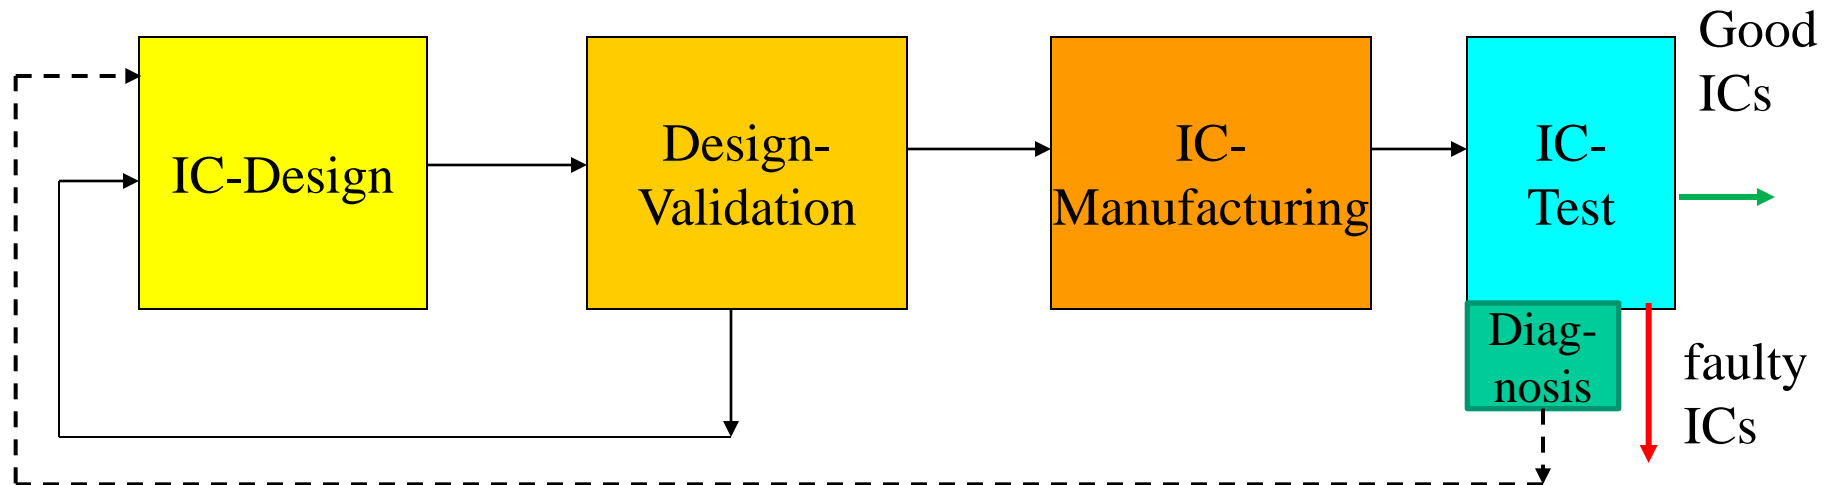 IC-Design
Design-
Validation
IC-
Manufacturing
IC-
Test
Good
ICs
Diag-
nosis
faulty
ICs